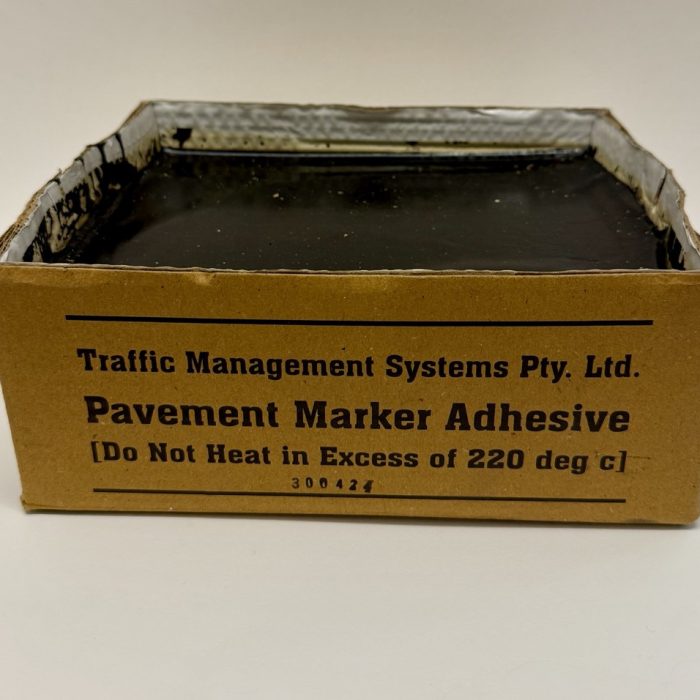 Traffic Management Systems Pty. Ltd.
Pavement Marker Adhesive
[Do Not Heat in Excess of 220 deg c]
300424